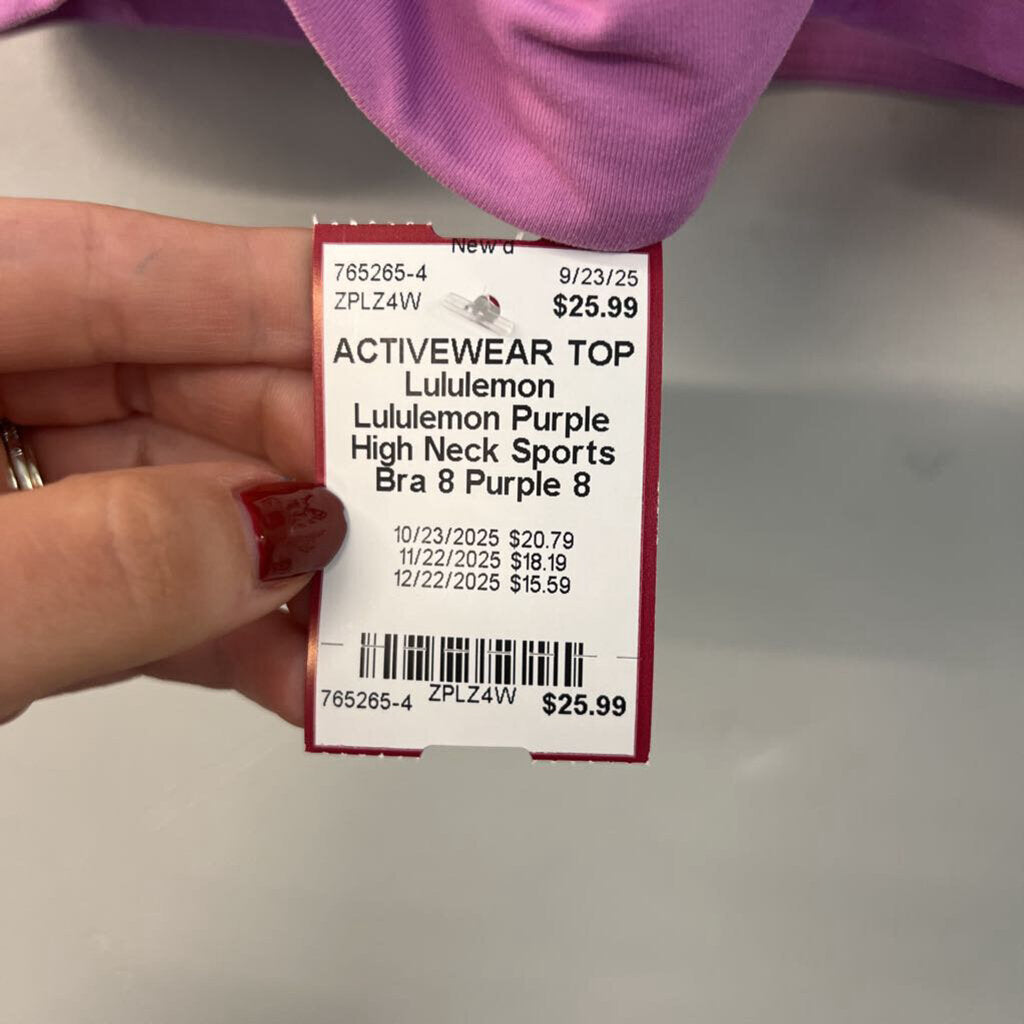 New d
765265-4 9/23/25
ZPLZ4W $25.99
ACTIVEWEAR TOP
Lululemon
Lululemon Purple
High Neck Sports
Bra 8 Purple 8
10/23/2025 $20.79
11/22/2025 $18.19
12/22/2025 $15.59
765265-4 ZPLZ4W $25.99